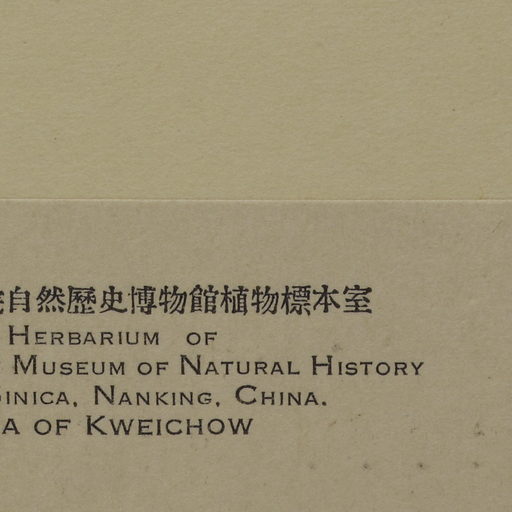 自然歷史博物館植物標本室
HERBARIUM OF
MUSEUM OF NATURAL HISTORY
INICA, NANKING, CHINA.
A OF KWEICHOW